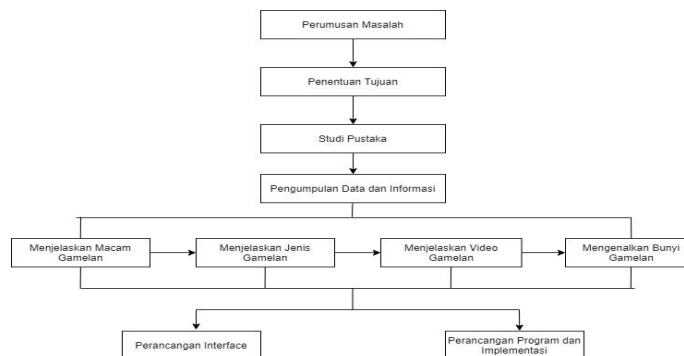 Perumusan Masalah
Penentuan Tujuan
Studi Pustaka
Pengumpulan Data dan Informasi
Menjelaskan Macam
Gamelan
Menjelaskan Jenis
Gamelan
Menjelaskan Video
Gamelan
Mengenalkan Bunyi
Gamelan
Perancangan Interface
Perancangan Program dan
Implementasi